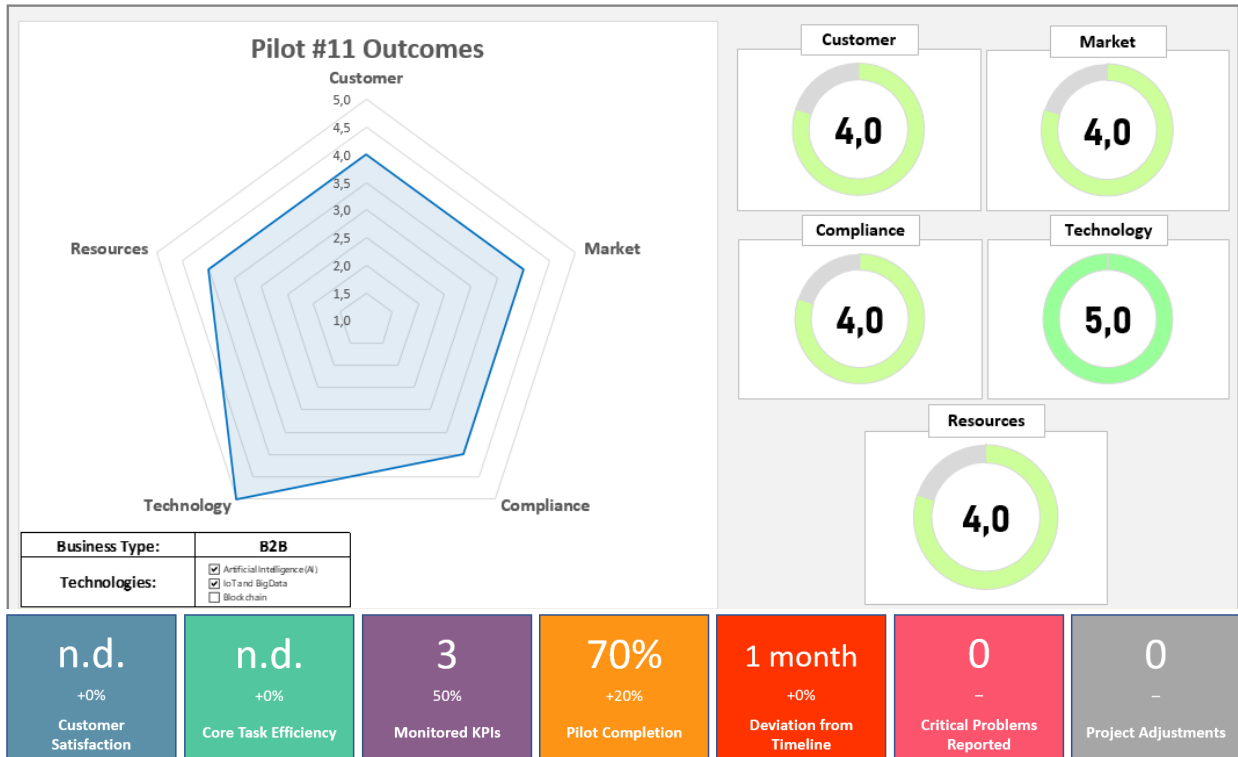 Pilot #11 Outcomes
Customer
5,0
4,5
4,0
3,5
3,0
2,5
2,0
1,5
1,0
Market
Compliance
Technology
Resources
Business Type: B2B
Technologies:
Artificial Intelligence (AI)
IoT and BigData
Blockchain
Customer
4,0
Market
4,0
Compliance
4,0
Technology
5,0
Resources
4,0
n.d.
+0%
Customer
Satisfaction
n.d.
+0%
Core Task Efficiency
3
50%
Monitored KPIs
70%
+20%
Pilot Completion
1 month
+0%
Deviation from
Timeline
0
–
Critical Problems
Reported
0
–
Project Adjustments